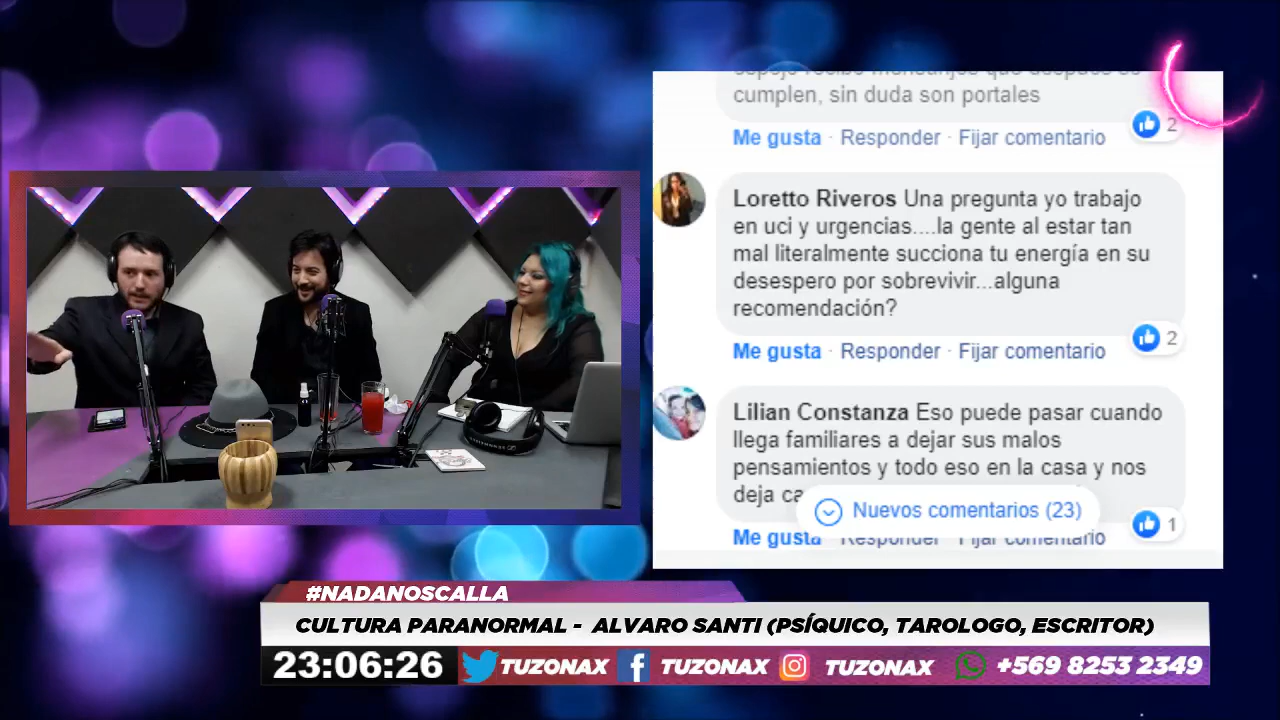 cumplen, sin duda son portales
2
Me gusta · Responder · Fijar comentario
Loretto Riveros Una pregunta yo trabajo
en uci y urgencias....la gente al estar tan
mal literalmente succiona tu energía en su
desespero por sobrevivir...alguna
recomendación?
2
Me gusta · Responder · Fijar comentario
Lilian Constanza Eso puede pasar cuando
llega familiares a dejar sus malos
pensamientos y todo eso en la casa y nos
deja
Nuevos comentarios (23)
1
Me gusta · Responder · Fijar comentario
#NADANOSCALLA
CULTURA PARANORMAL - ALVARO SANTI (PSÍQUICO, TAROLOGO, ESCRITOR)
23:06:26 TUZONAX TUZONAX TUZONAX +569 8253 2349